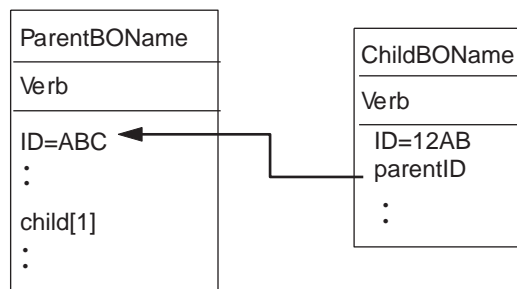 ParentBOName
Verb
ID=ABC
:
child[1]
:
ChildBOName
Verb
ID=12AB
parentID
: